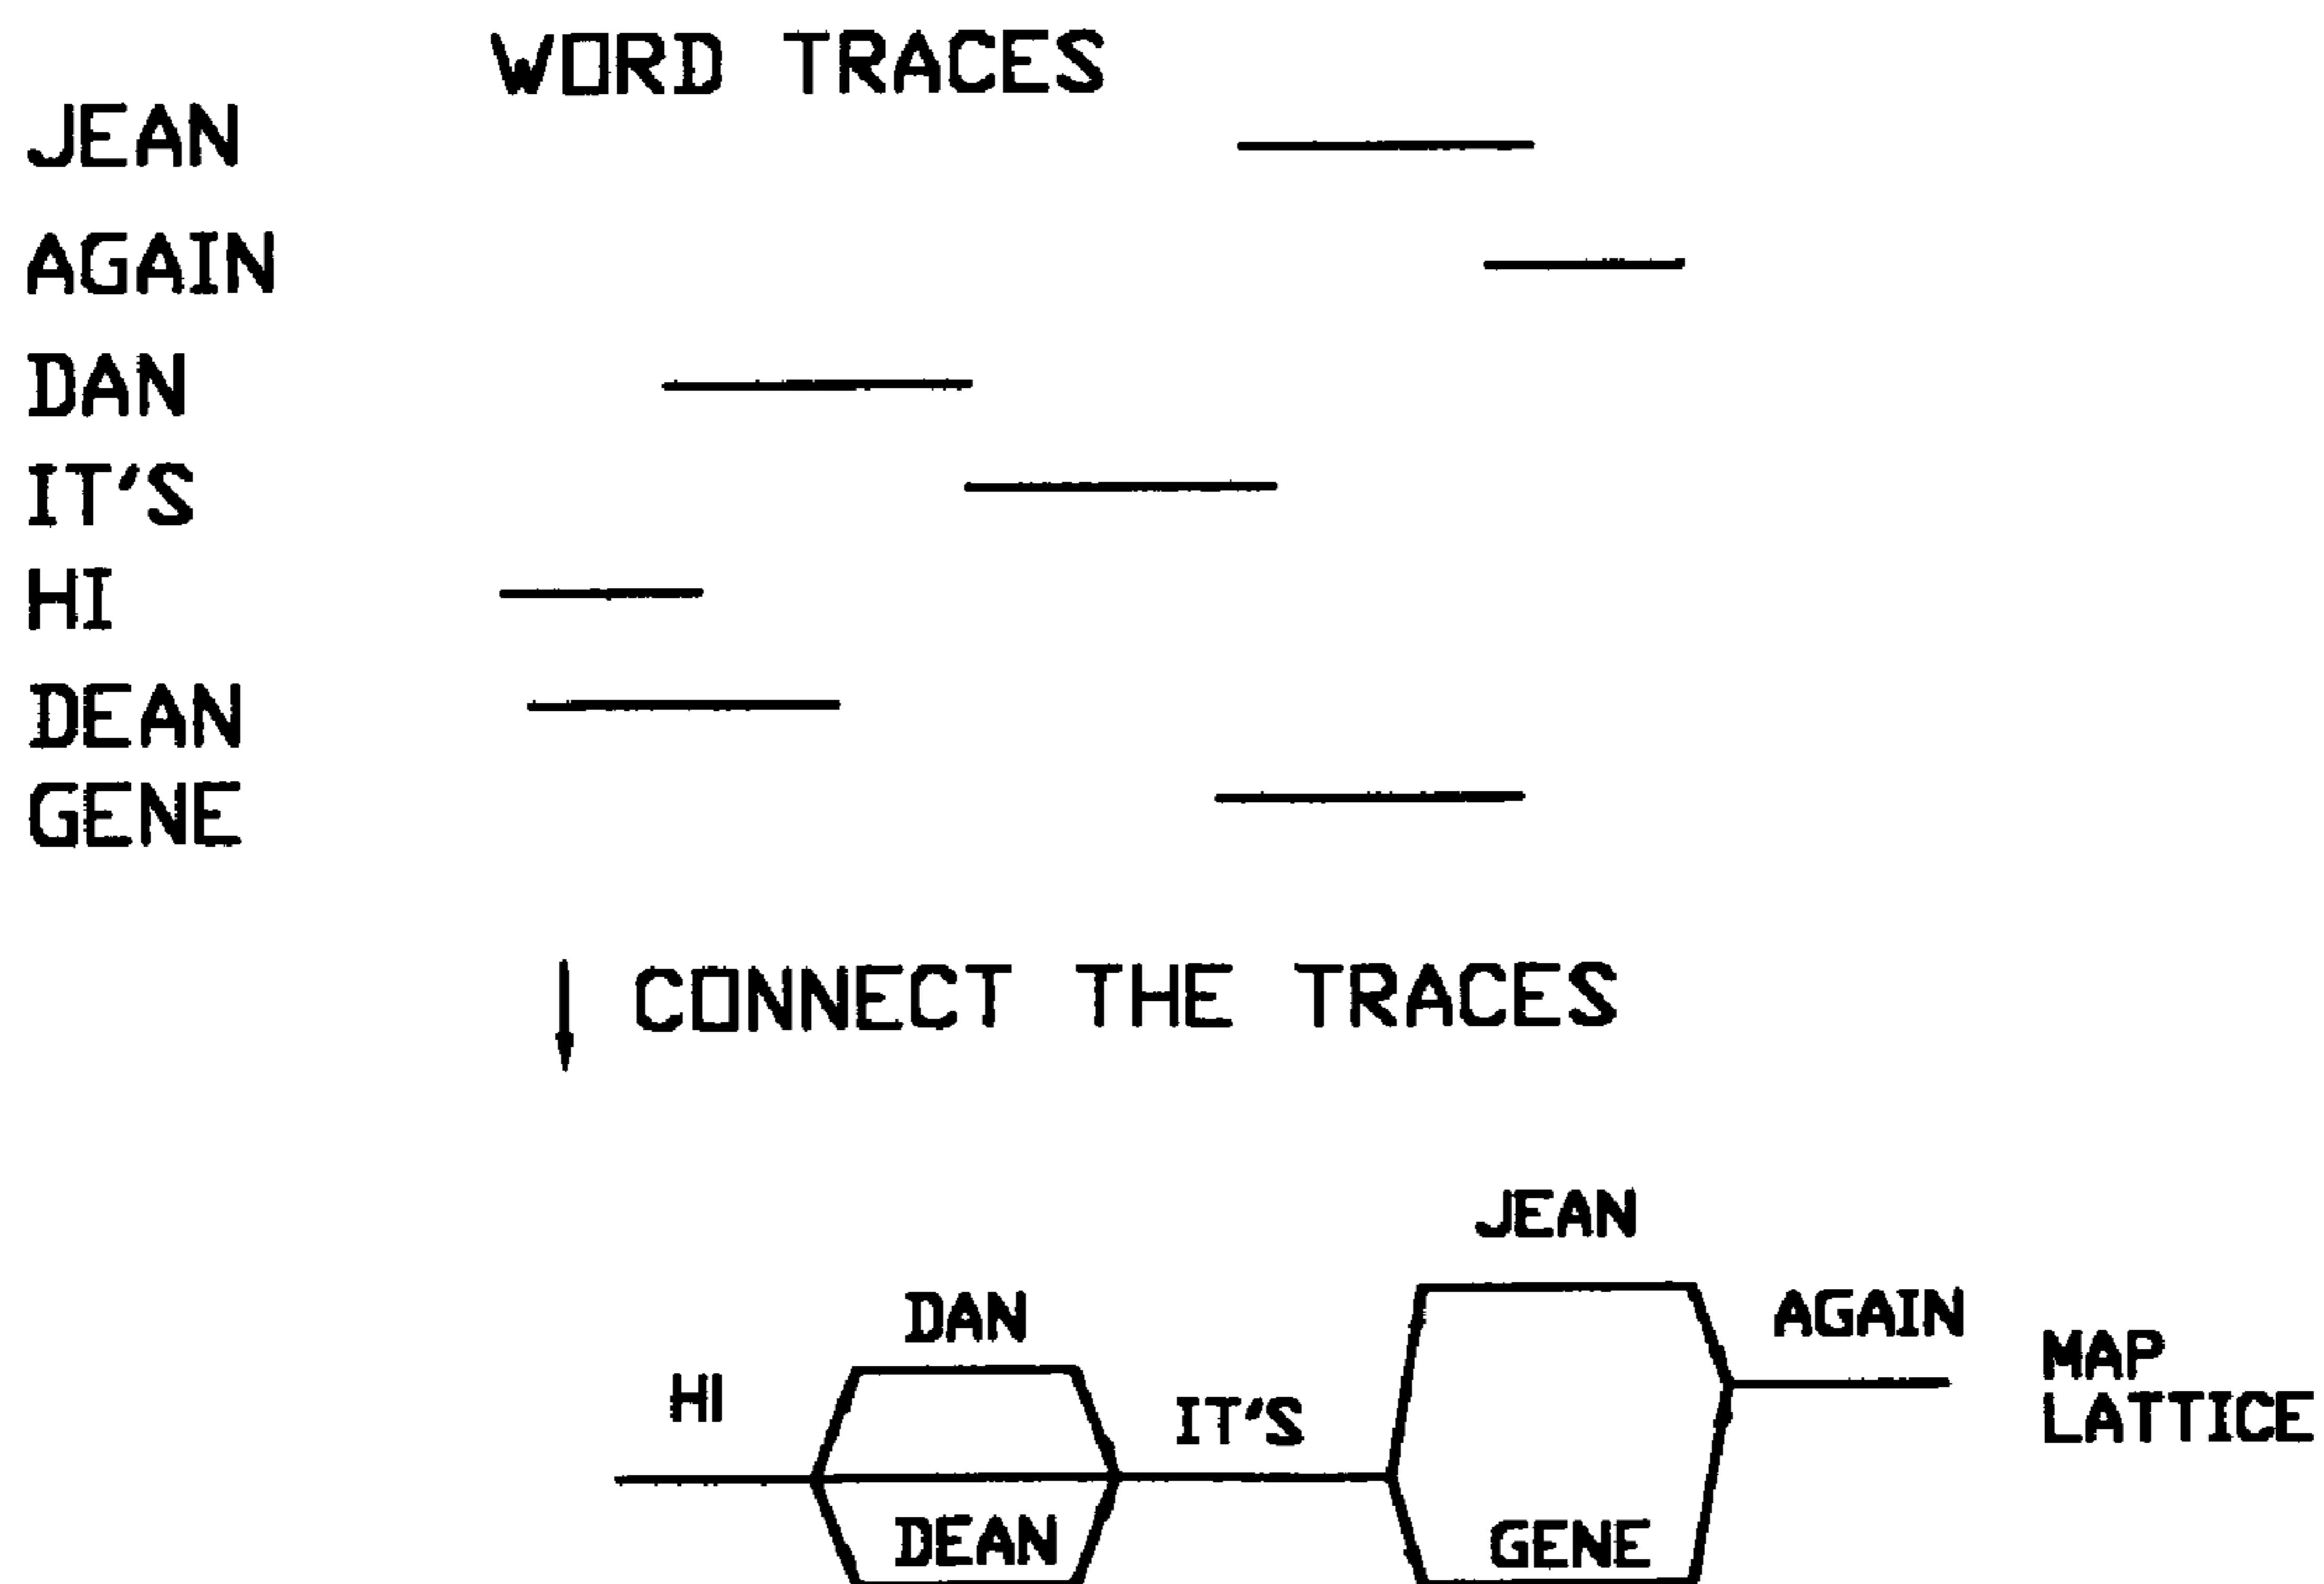 WORD TRACES
JEAN
AGAIN
DAN
IT'S
HI
DEAN
GENE
CONNECT THE TRACES
JEAN
DAN
AGAIN
HI
IT'S
MAP
LATTICE
DEAN
GENE